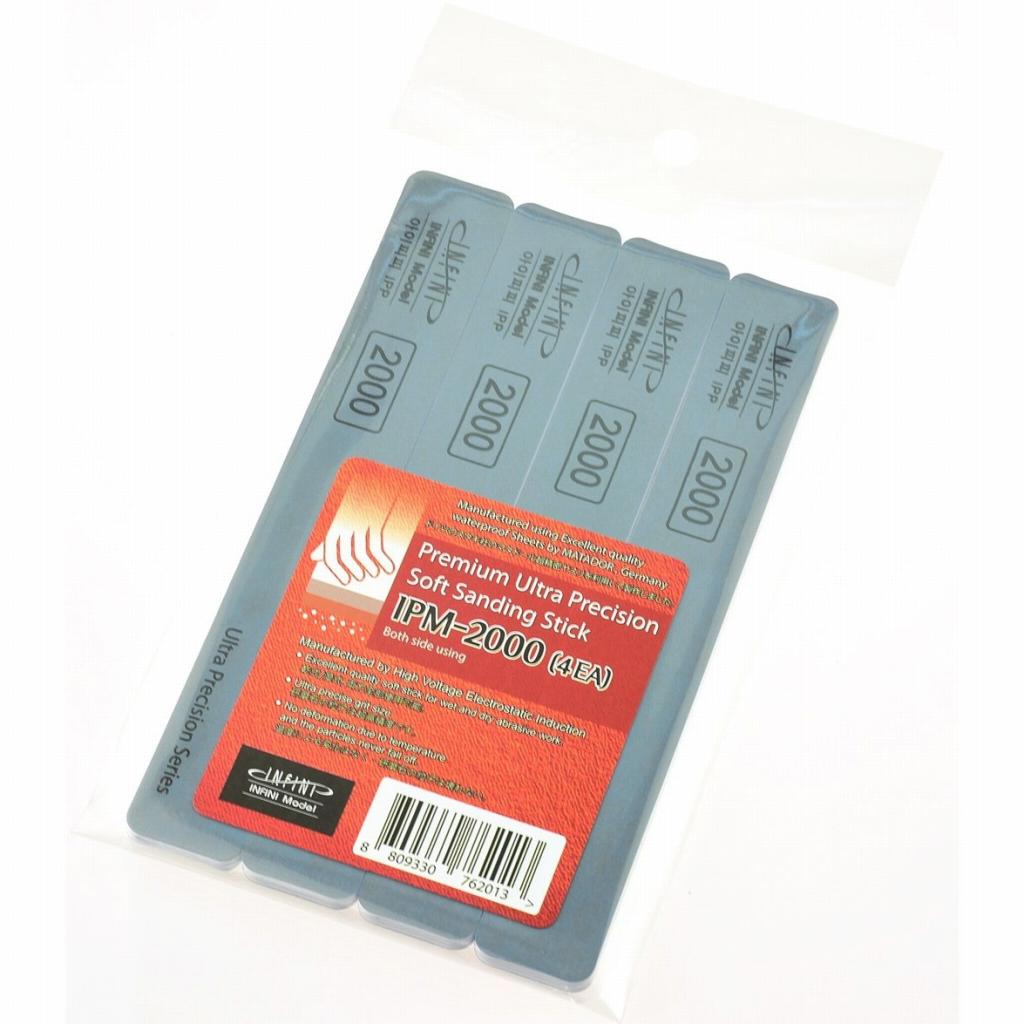 INFINI
INFINI Model
아이피피 IPP
2000
INFINI
INFINI Model
아이피피 IPP
2000
INFINI
INFINI Model
아이피피 IPP
2000
INFINI
INFINI Model
아이피피 IPP
2000
Ultra Precision Series
Manufactured using Excellent quality
waterproof Sheets by MATADOR, Germany
Premium Ultra Precision
Soft Sanding Stick
IPM-2000 (4EA)
Both side using
Manufactured by High Voltage Electrostatic Induction
• Excellent quality soft stick for wet and dry abrasive work
• Ultra precise grit size
• No deformation due to temperature
and the particles never fall off.
INFINI
INFINI Model
8 809330 762013 >